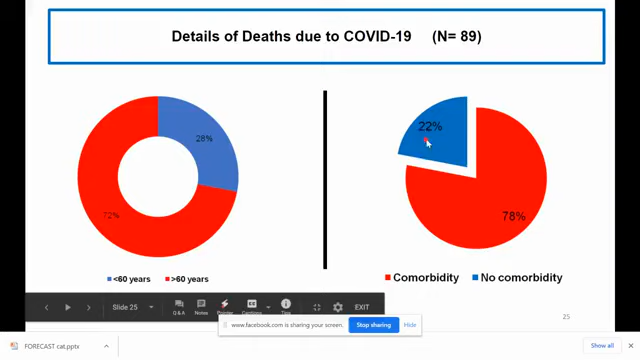 Details of Deaths due to COVID-19 (N= 89)
28%
72%
<60 years >60 years
22%
78%
Comorbidity No comorbidity
Slide 25
Q & A Notes Pointer Captions Tips EXIT
25
www.facebook.com is sharing your screen. Stop sharing Hide
FORECAST cat.pptx
Show all